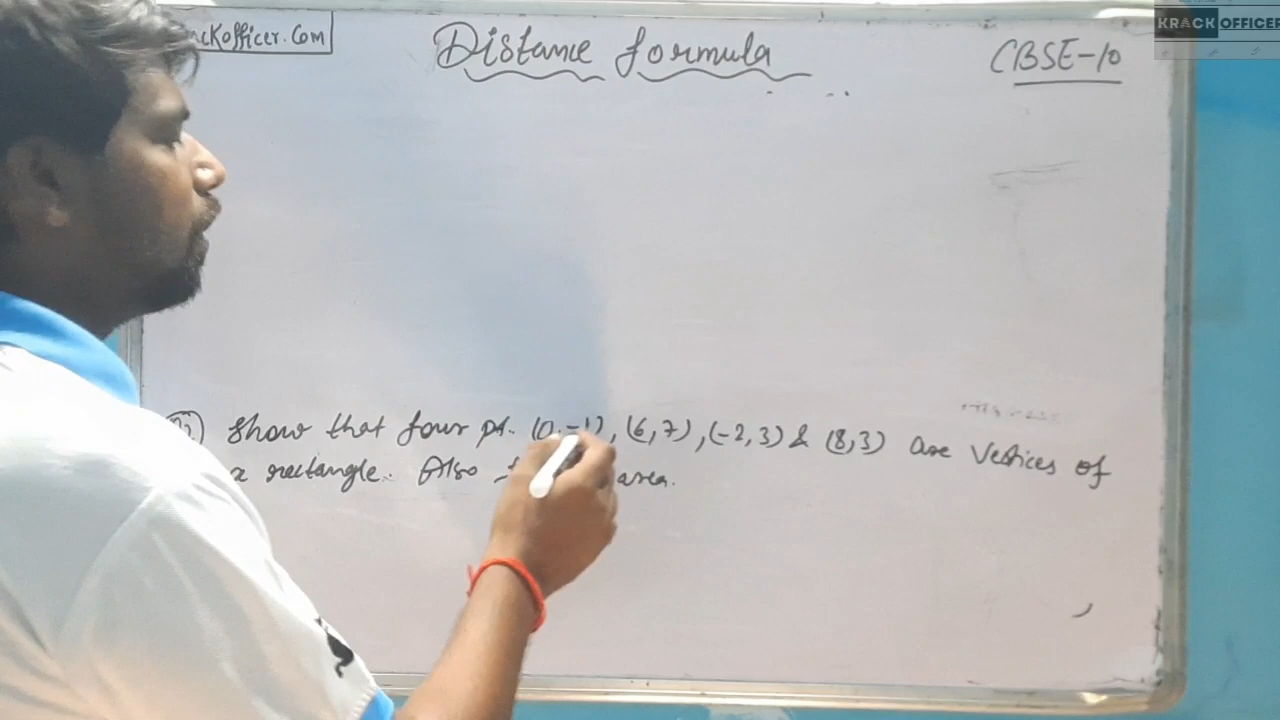 ckofficer.Com
Distance formula
CBSE-10
KRACK OFFICER
Show that four pt. (0,-1), (6,7), (-2,3) & (8,3) are Vertices of
a rectangle. Also area.